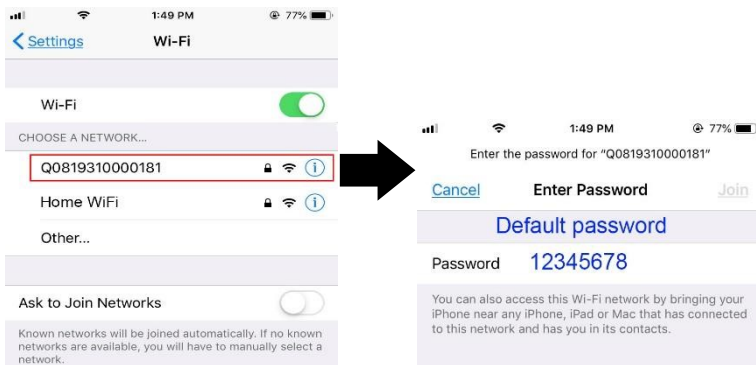 1:49 PM
77%
Settings
Wi-Fi
Wi-Fi
CHOOSE A NETWORK...
Q0819310000181
Home WiFi
Other...
Ask to Join Networks
Known networks will be joined automatically. If no known
networks are available, you will have to manually select a
network.
1:49 PM
77%
Enter the password for “Q0819310000181”
Cancel
Enter Password
Join
Default password
Password 12345678
You can also access this Wi-Fi network by bringing your
iPhone near any iPhone, iPad or Mac that has connected
to this network and has you in its contacts.